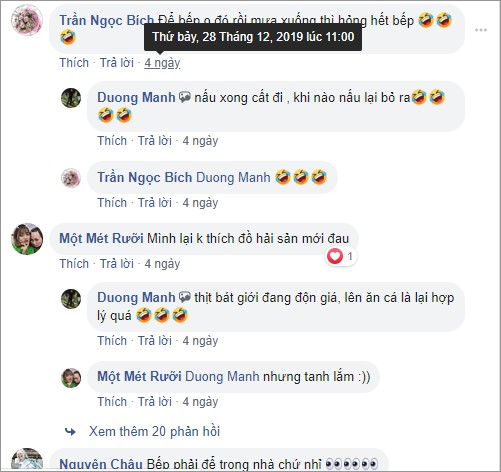 Trần Ngọc Bích Để bếp o đó rồi mưa xuống thì hỏng hết bếp 🤣🤣
🤣
Thứ bảy, 28 Tháng 12, 2019 lúc 11:00
Thích · Trả lời · 4 ngày
Duong Manh nấu xong cất đi , khi nào nấu lại bỏ ra🤣🤣
🤣🤣
Thích · Trả lời · 4 ngày
Trần Ngọc Bích Duong Manh 🤣🤣🤣
Thích · Trả lời · 4 ngày
Một Mét Rưỡi Mình lại k thích đồ hải sản mới đau
1
Thích · Trả lời · 4 ngày
Duong Manh thịt bát giới đang độn giá, lên ăn cá là lại hợp
lý quá 🤣🤣🤣
Thích · Trả lời · 4 ngày
Một Mét Rưỡi Duong Manh nhưng tanh lắm :))
Thích · Trả lời · 4 ngày
Xem thêm 20 phản hồi
Nguyên Châu Bếp phải để trong nhà chứ nhỉ 👀👀👀